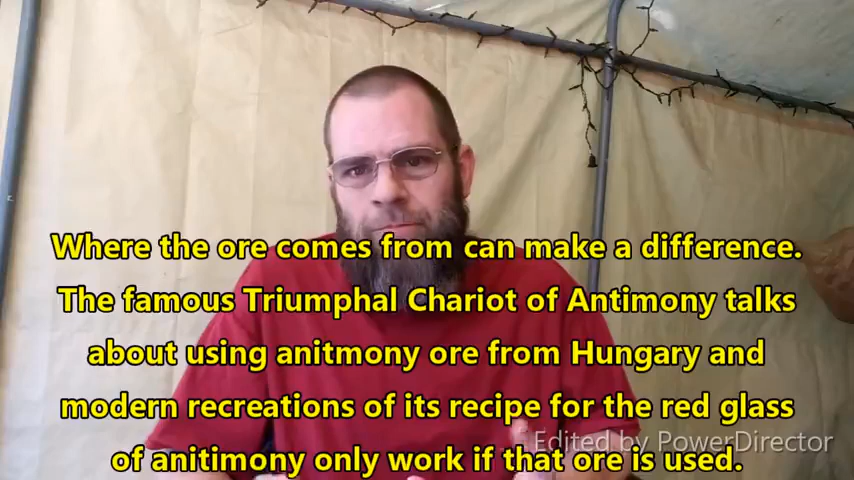 Where the ore comes from can make a difference.
The famous Triumphal Chariot of Antimony talks
about using anitmony ore from Hungary and
modern recreations of its recipe for the red glass
of anitimony only work if that ore is used.
Edited by PowerDirector